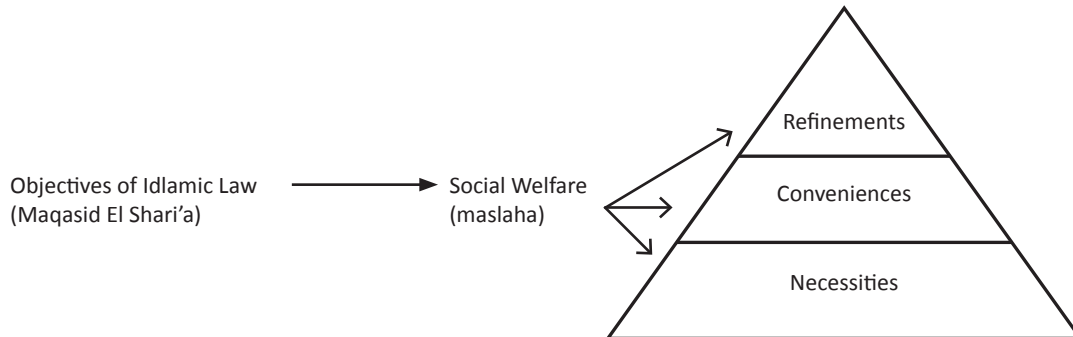 Objectives of Idlamic Law
(Maqasid El Shari’a)
Social Welfare
(maslaha)
Refinements
Conveniences
Necessities